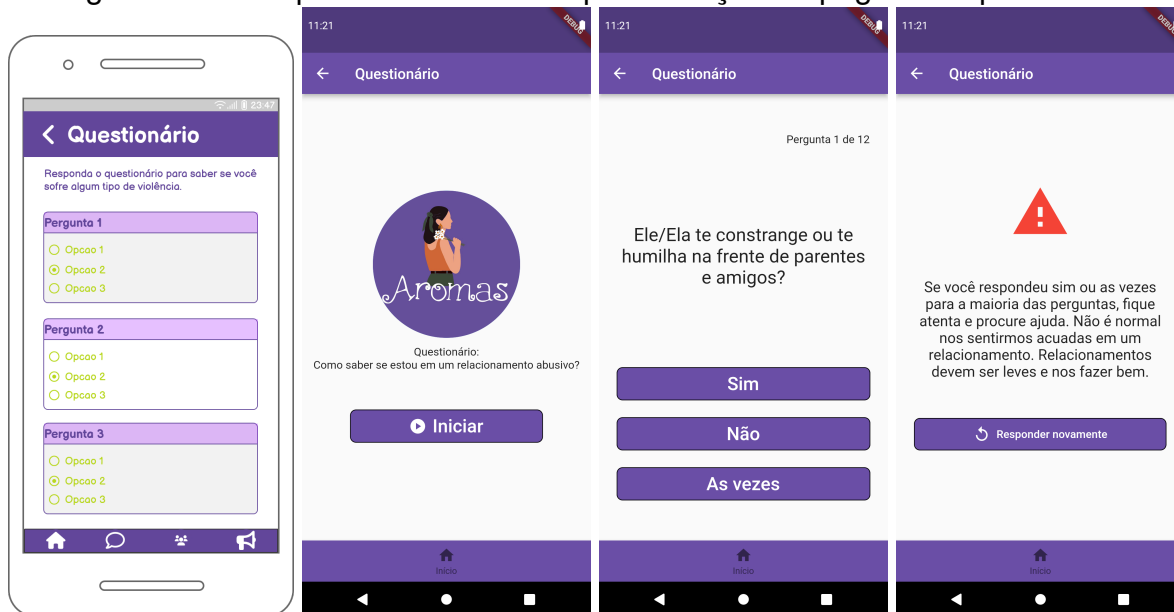 23:47
Questionário
Responda o questionário para saber se você
sofre algum tipo de violência.
Pergunta 1
Opcao 1
Opcao 2
Opcao 3
Pergunta 2
Opcao 1
Opcao 2
Opcao 3
Pergunta 3
Opcao 1
Opcao 2
Opcao 3
11:21
DEBUG
Questionário
Aromas
Questionário:
Como saber se estou em um relacionamento abusivo?
Iniciar
Início
11:21
DEBUG
Questionário
Pergunta 1 de 12
Ele/Ela te constrange ou te
humilha na frente de parentes
e amigos?
Sim
Não
As vezes
Início
11:21
DEBUG
Questionário
Se você respondeu sim ou as vezes
para a maioria das perguntas, fique
atenta e procure ajuda. Não é normal
nos sentirmos acuadas em um
relacionamento. Relacionamentos
devem ser leves e nos fazer bem.
Responder novamente
Início